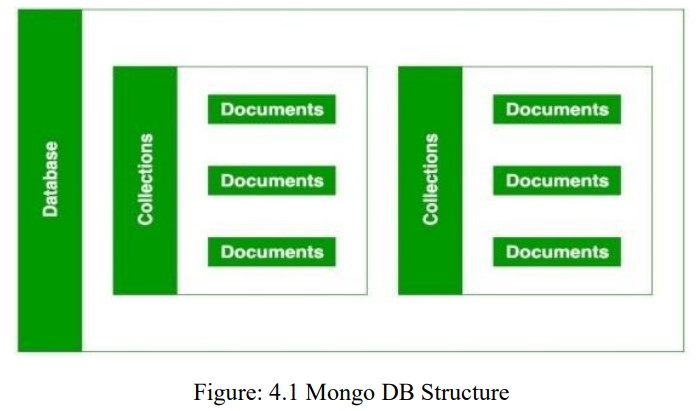 Database
Collections
Documents
Documents
Documents
Collections
Documents
Documents
Documents
Figure: 4.1 Mongo DB Structure